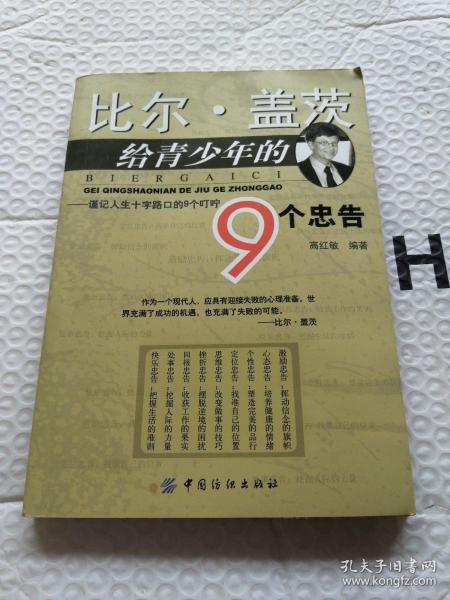 比尔·盖茨
给青少年的
BIERGAICI
GEI QINGSHAONIAN DE JIU GE ZHONGGAO
——谨记人生十字路口的9个叮咛
9个忠告
高红敏 编著
作为一个现代人，应具有迎接失败的心理准备。世
界充满了成功的机遇，也充满了失败的可能。
——比尔·盖茨
激励忠告：挥动信念的旗帜
心态忠告：培养健康的情绪
个性忠告：塑造完美的品行
定位忠告：找准自己的位置
思维忠告：改变做事的技巧
挫折忠告：摆脱逆境的困扰
回报忠告：收获工作的果实
处事忠告：挖掘人际的力量
快乐忠告：把握生活的准则
中国纺织出版社
H
孔夫子旧书网
www.kongfz.com